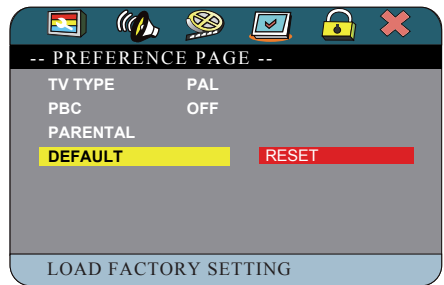 -- PREFERENCE PAGE --
TV TYPE PAL
PBC OFF
PARENTAL
DEFAULT RESET
LOAD FACTORY SETTING